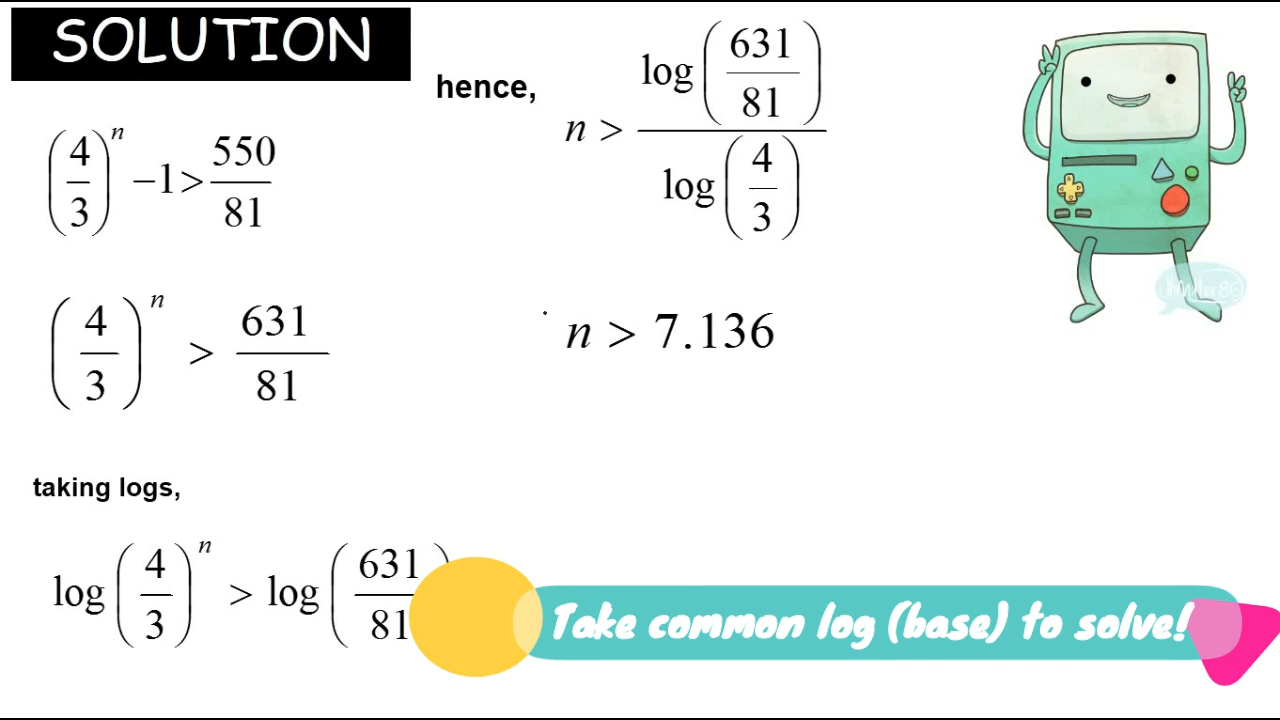 SOLUTION
(4/3)^n −1 > 550/81
(4/3)^n > 631/81
taking logs,
log(4/3)^n > log(631/81)
hence,
n > log(631/81) / log(4/3)
n > 7.136
Take common log (base) to solve!